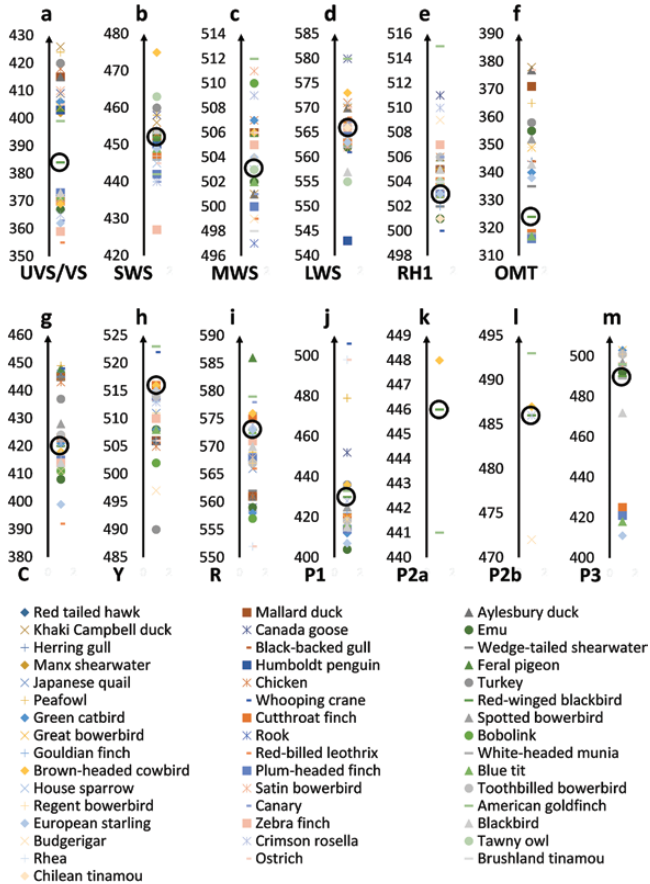 a
430
420
410
400
390
380
370
360
350
UVS/VS
b
480
470
460
450
440
430
420
SWS
c
514
512
510
508
506
504
502
500
498
496
MWS
d
585
580
575
570
565
560
555
550
545
540
LWS
e
516
514
512
510
508
506
504
502
500
498
RH1
f
390
380
370
360
350
340
330
320
310
OMT
g
460
450
440
430
420
410
400
390
380
C
h
525
520
515
510
505
500
495
490
485
Y
i
590
585
580
575
570
565
560
555
550
R
j
500
480
460
440
420
400
P1
k
449
448
447
446
445
444
443
442
441
440
P2a
l
495
490
485
480
475
470
P2b
m
500
480
460
440
420
400
P3
Red tailed hawk
Khaki Campbell duck
Herring gull
Manx shearwater
Japanese quail
Peafowl
Green catbird
Great bowerbird
Gouldian finch
Brown-headed cowbird
House sparrow
Regent bowerbird
European starling
Budgerigar
Rhea
Chilean tinamou
Mallard duck
Canada goose
Black-backed gull
Humboldt penguin
Chicken
Whooping crane
Cutthroat finch
Rook
Red-billed leothrix
Plum-headed finch
Satin bowerbird
Canary
Zebra finch
Crimson rosella
Ostrich
Aylesbury duck
Emu
Wedge-tailed shearwater
Feral pigeon
Turkey
Red-winged blackbird
Spotted bowerbird
Bobolink
White-headed munia
Blue tit
Toothbilled bowerbird
American goldfinch
Blackbird
Tawny owl
Brushland tinamou